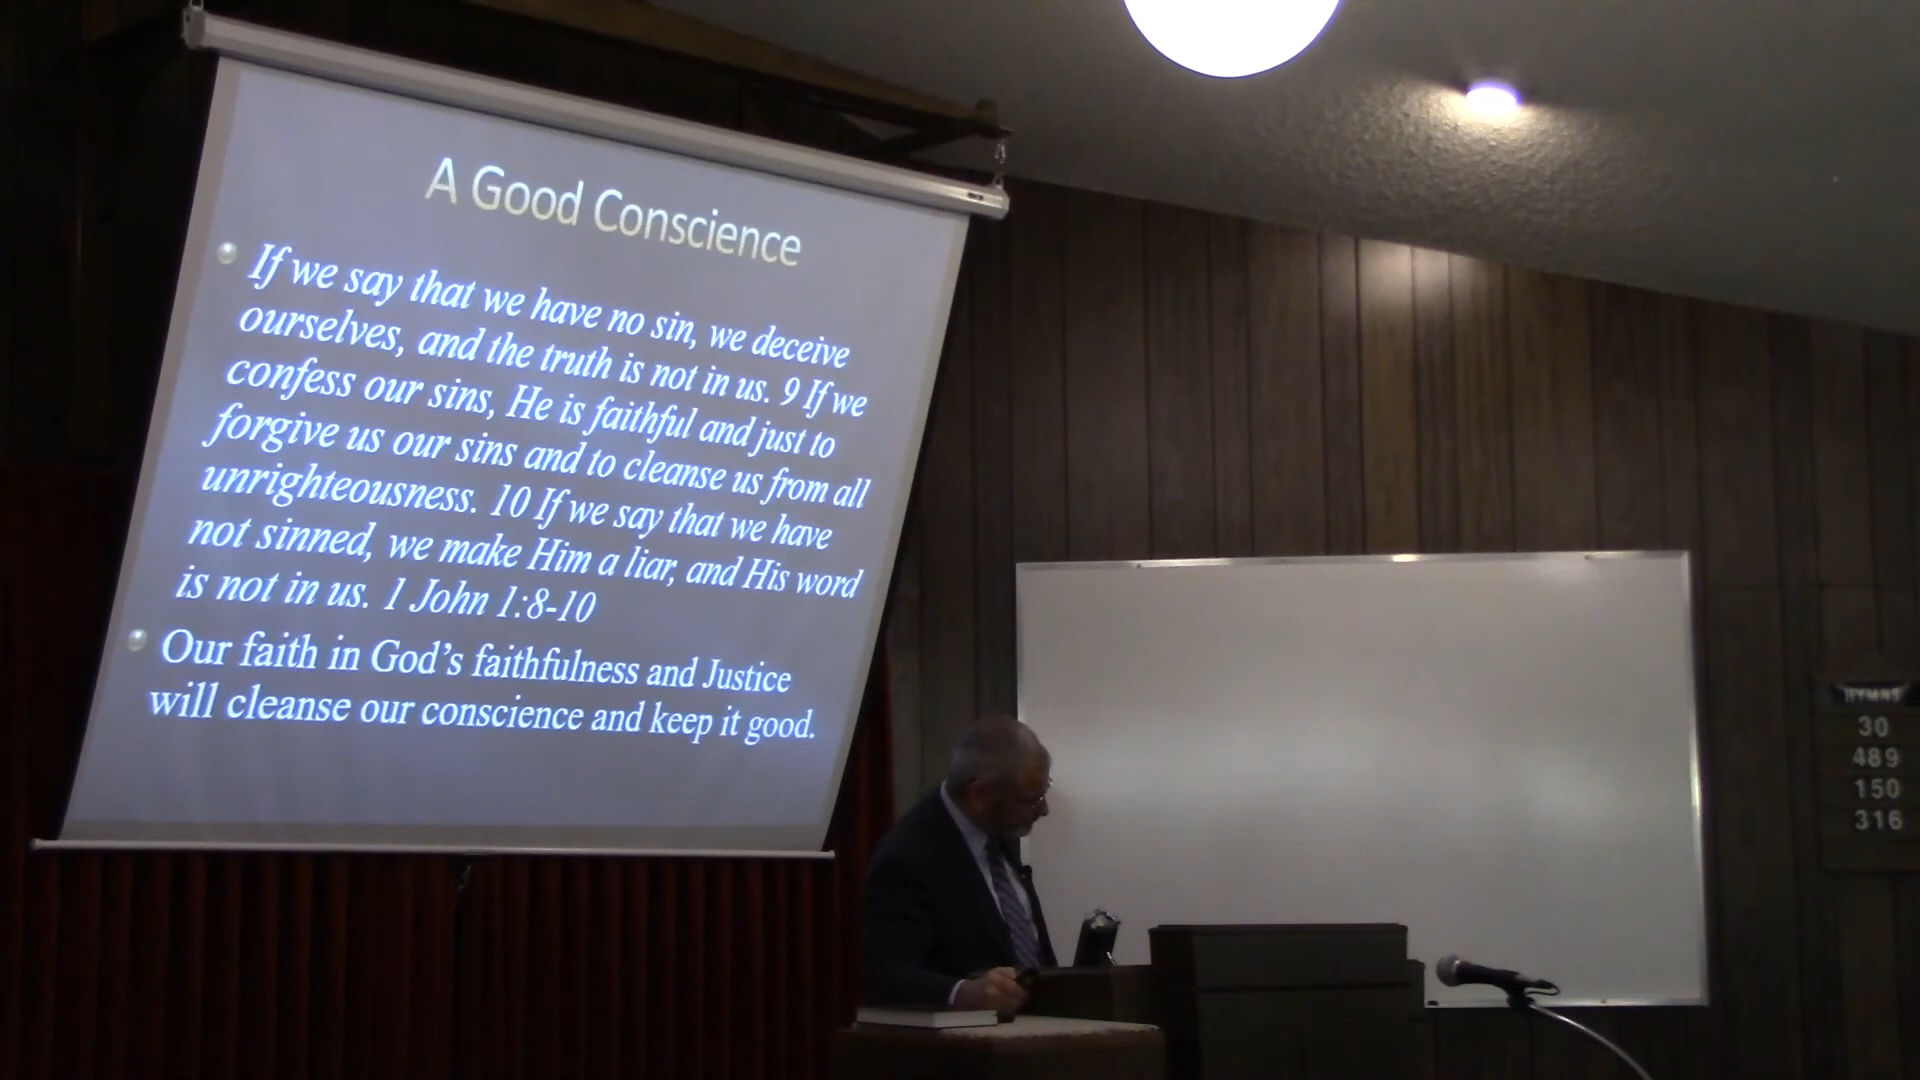 A Good Conscience
If we say that we have no sin, we deceive
ourselves, and the truth is not in us. 9 If we
confess our sins, He is faithful and just to
forgive us our sins and to cleanse us from all
unrighteousness. 10 If we say that we have
not sinned, we make Him a liar, and His word
is not in us. 1 John 1:8-10
Our faith in God's faithfulness and Justice
will cleanse our conscience and keep it good.
HYMNS
30
489
150
316